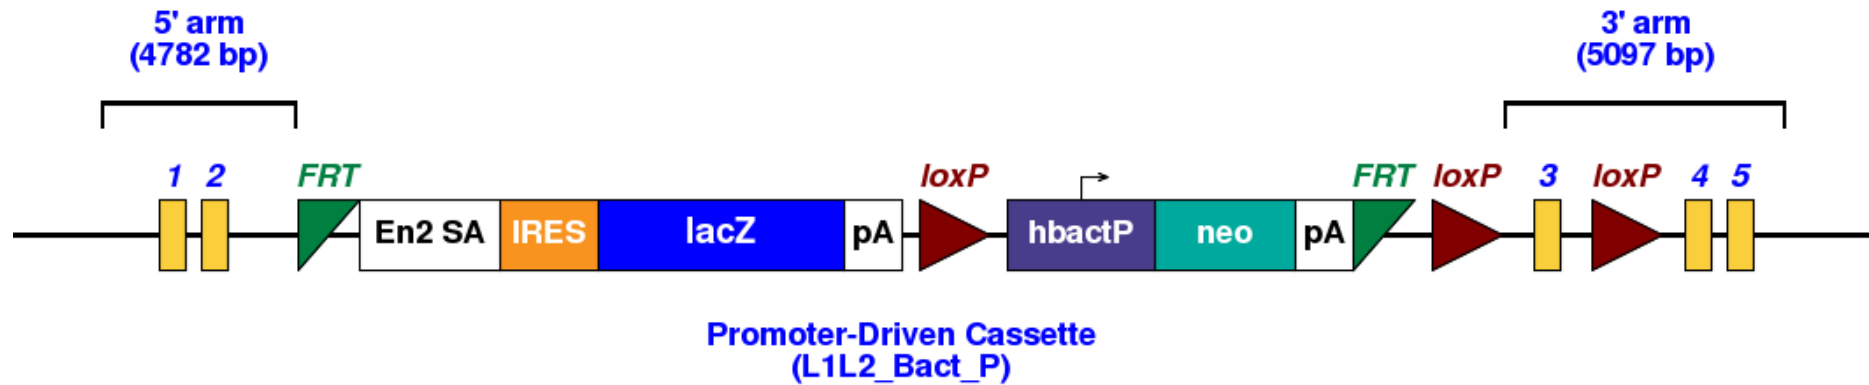 5' arm
(4782 bp)
3' arm
(5097 bp)
1 2 FRT loxP FRT loxP 3 loxP 4 5
En2 SA IRES lacZ pA hbactP neo pA
Promoter-Driven Cassette
(L1L2_Bact_P)